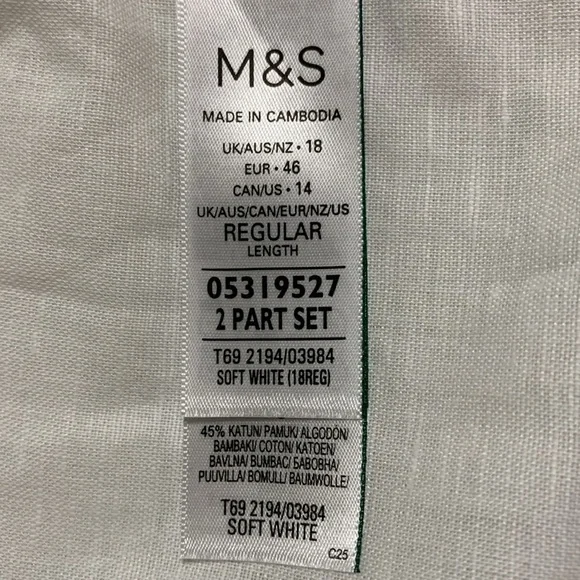 M&S
MADE IN CAMBODIA
UK/AUS/NZ • 18
EUR • 46
CAN/US • 14
UK/AUS/CAN/EUR/NZ/US
REGULAR
LENGTH
05319527
2 PART SET
T69 2194/03984
SOFT WHITE (18REG)
45% KATUN/ PAMUK/ ALGODÓN/
BAMBAKI/ COTON/ KATOEN/
BAVLNA/ BUMBAC/ БАВОВНА/
PUUVILLA/ BOMULL/ BAUMWOLLE/
T69 2194/03984
SOFT WHITE
C25